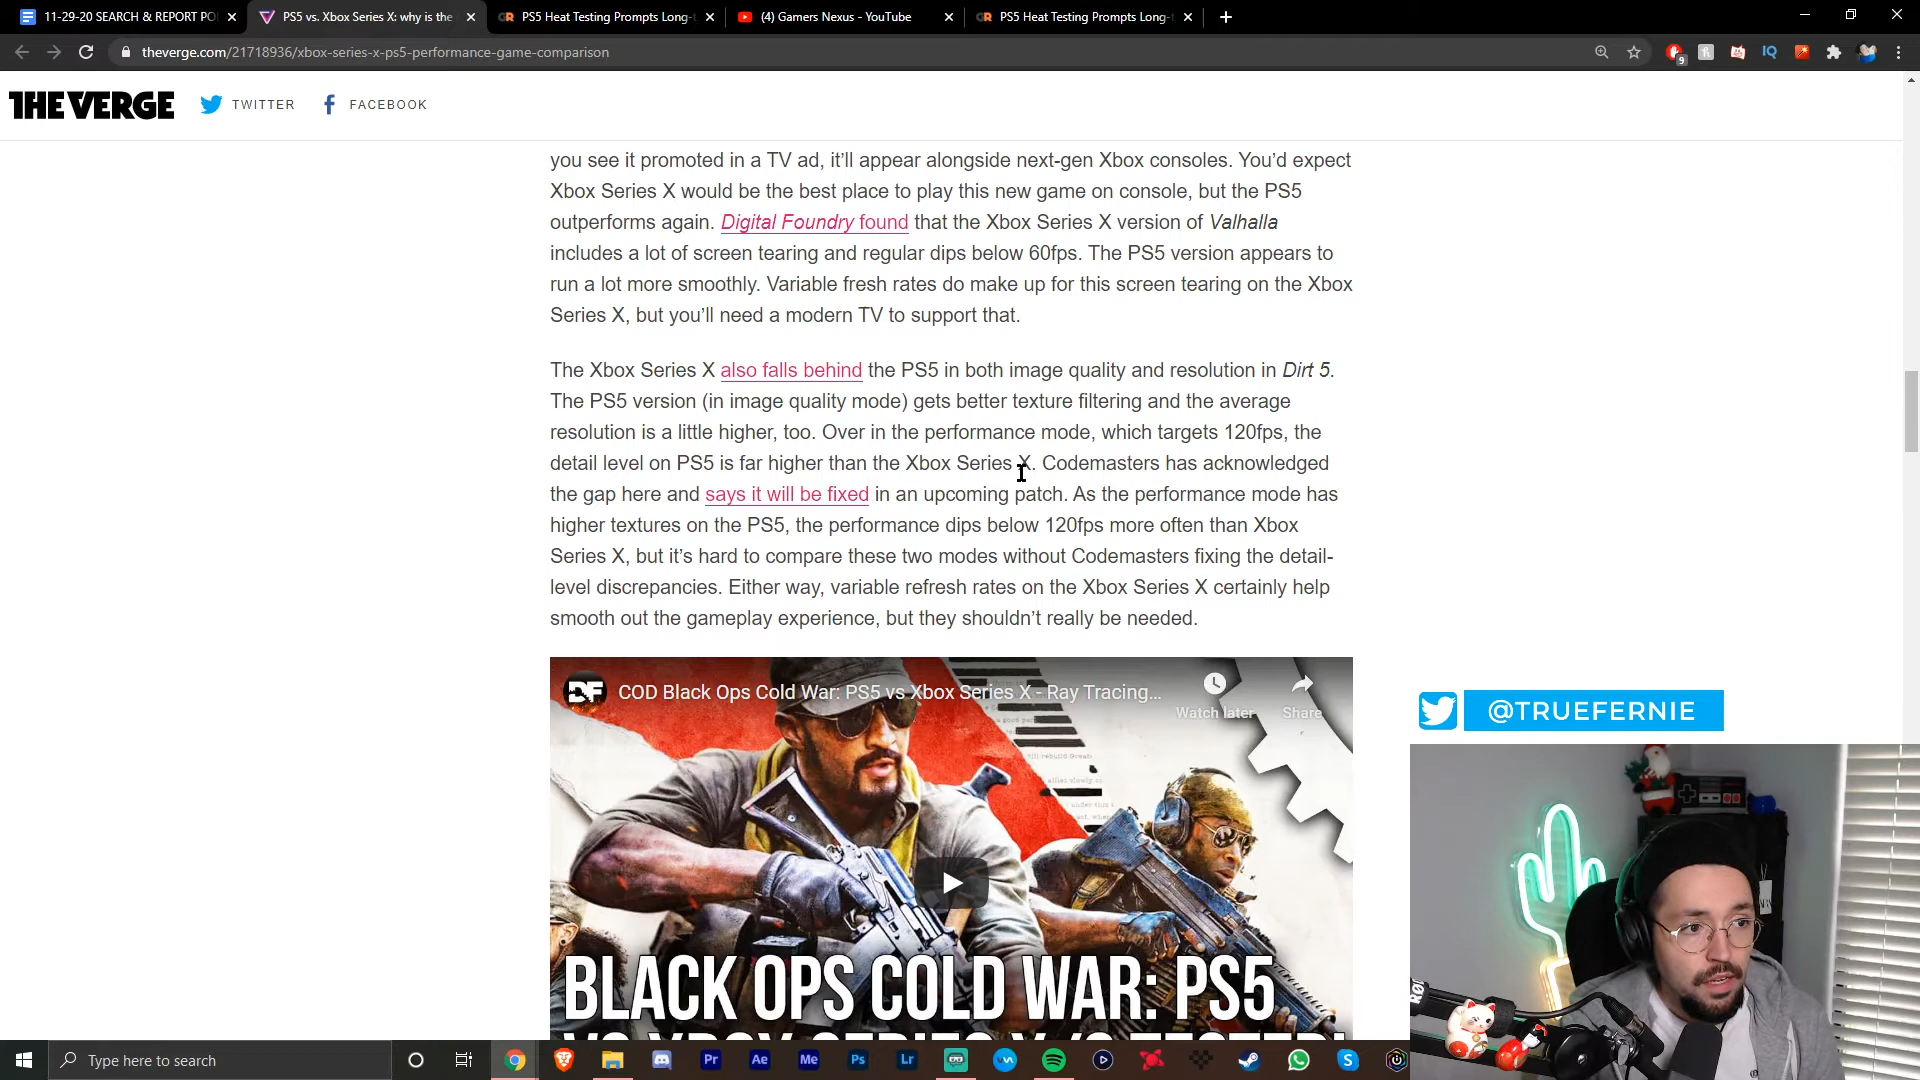 11-29-20 SEARCH & REPORT PO
PS5 vs. Xbox Series X: why is the
PS5 Heat Testing Prompts Long-
(4) Gamers Nexus - YouTube
PS5 Heat Testing Prompts Long-
theverge.com/21718936/xbox-series-x-ps5-performance-game-comparison
9
IQ
THE VERGE
TWITTER
FACEBOOK
you see it promoted in a TV ad, it’ll appear alongside next-gen Xbox consoles. You’d expect
Xbox Series X would be the best place to play this new game on console, but the PS5
outperforms again. Digital Foundry found that the Xbox Series X version of Valhalla
includes a lot of screen tearing and regular dips below 60fps. The PS5 version appears to
run a lot more smoothly. Variable fresh rates do make up for this screen tearing on the Xbox
Series X, but you’ll need a modern TV to support that.
The Xbox Series X also falls behind the PS5 in both image quality and resolution in Dirt 5.
The PS5 version (in image quality mode) gets better texture filtering and the average
resolution is a little higher, too. Over in the performance mode, which targets 120fps, the
detail level on PS5 is far higher than the Xbox Series X. Codemasters has acknowledged
the gap here and says it will be fixed in an upcoming patch. As the performance mode has
higher textures on the PS5, the performance dips below 120fps more often than Xbox
Series X, but it’s hard to compare these two modes without Codemasters fixing the detail-
level discrepancies. Either way, variable refresh rates on the Xbox Series X certainly help
smooth out the gameplay experience, but they shouldn’t really be needed.
DF
COD Black Ops Cold War: PS5 vs Xbox Series X - Ray Tracing...
Watch later
Share
BLACK OPS COLD WAR: PS5
@TRUEFERNIE
Type here to search
Pr
Ae
Me
Ps
Lr